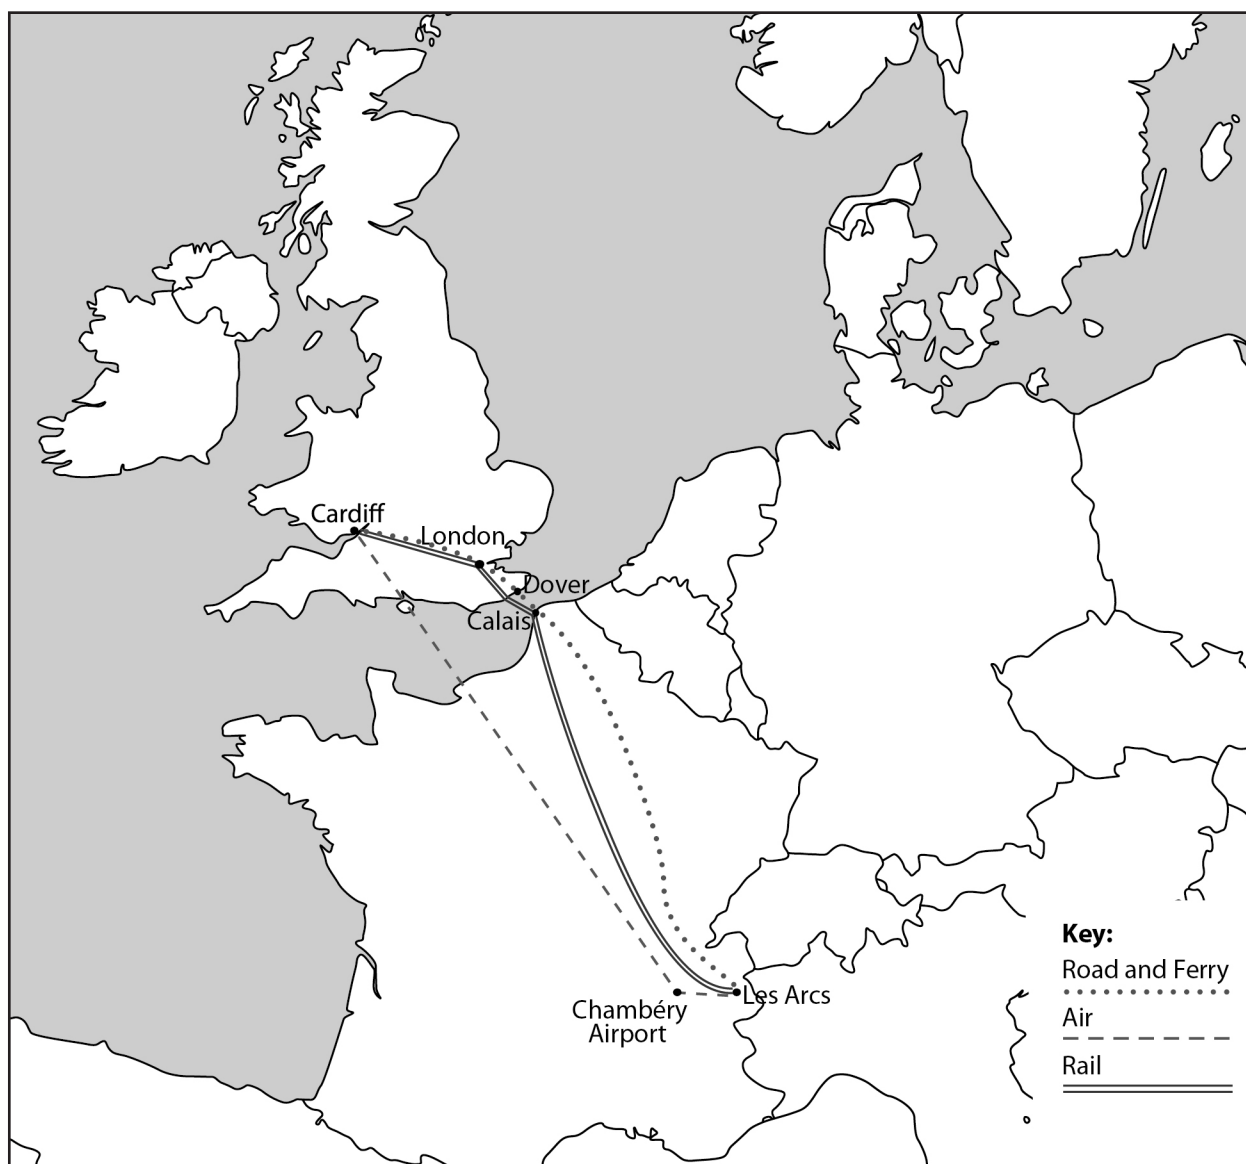 Cardiff
London
Dover
Calais
Les Arcs
Chambéry
Airport
Key:
Road and Ferry
Air
Rail